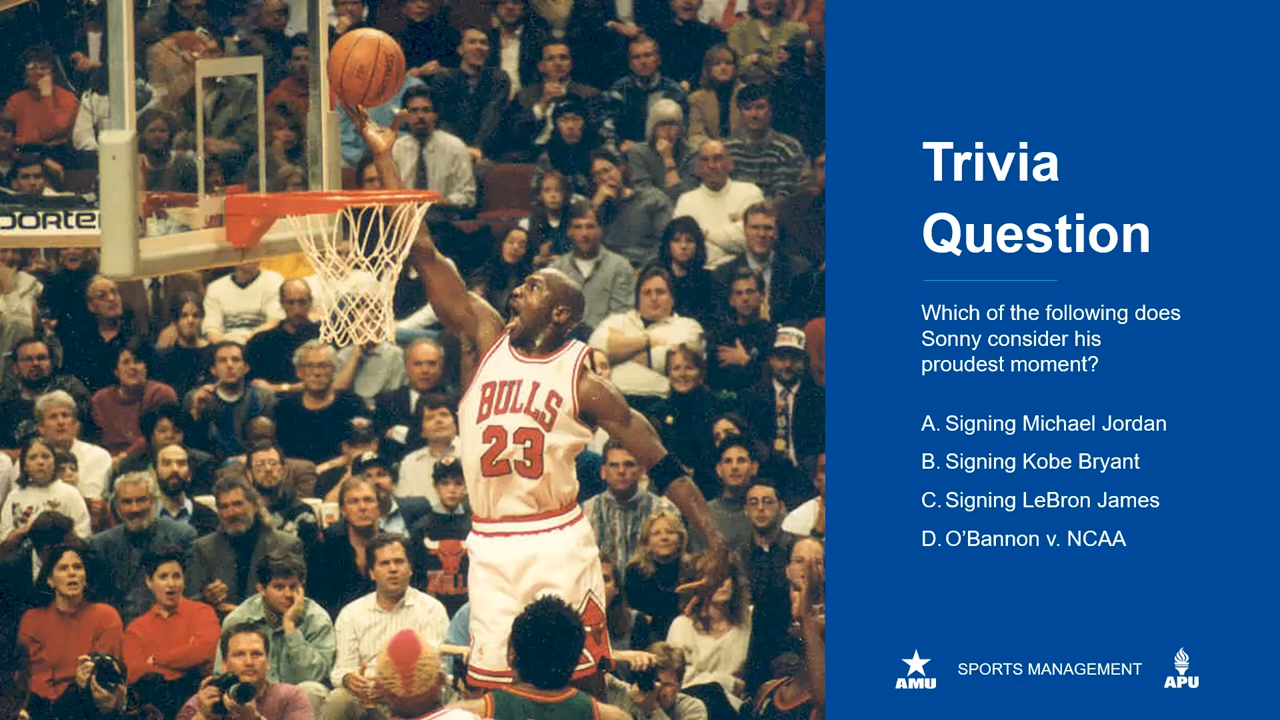 PORTE
BULLS
23
Trivia
Question
Which of the following does
Sonny consider his
proudest moment?
A. Signing Michael Jordan
B. Signing Kobe Bryant
C. Signing LeBron James
D. O’Bannon v. NCAA
AMU
SPORTS MANAGEMENT
APU